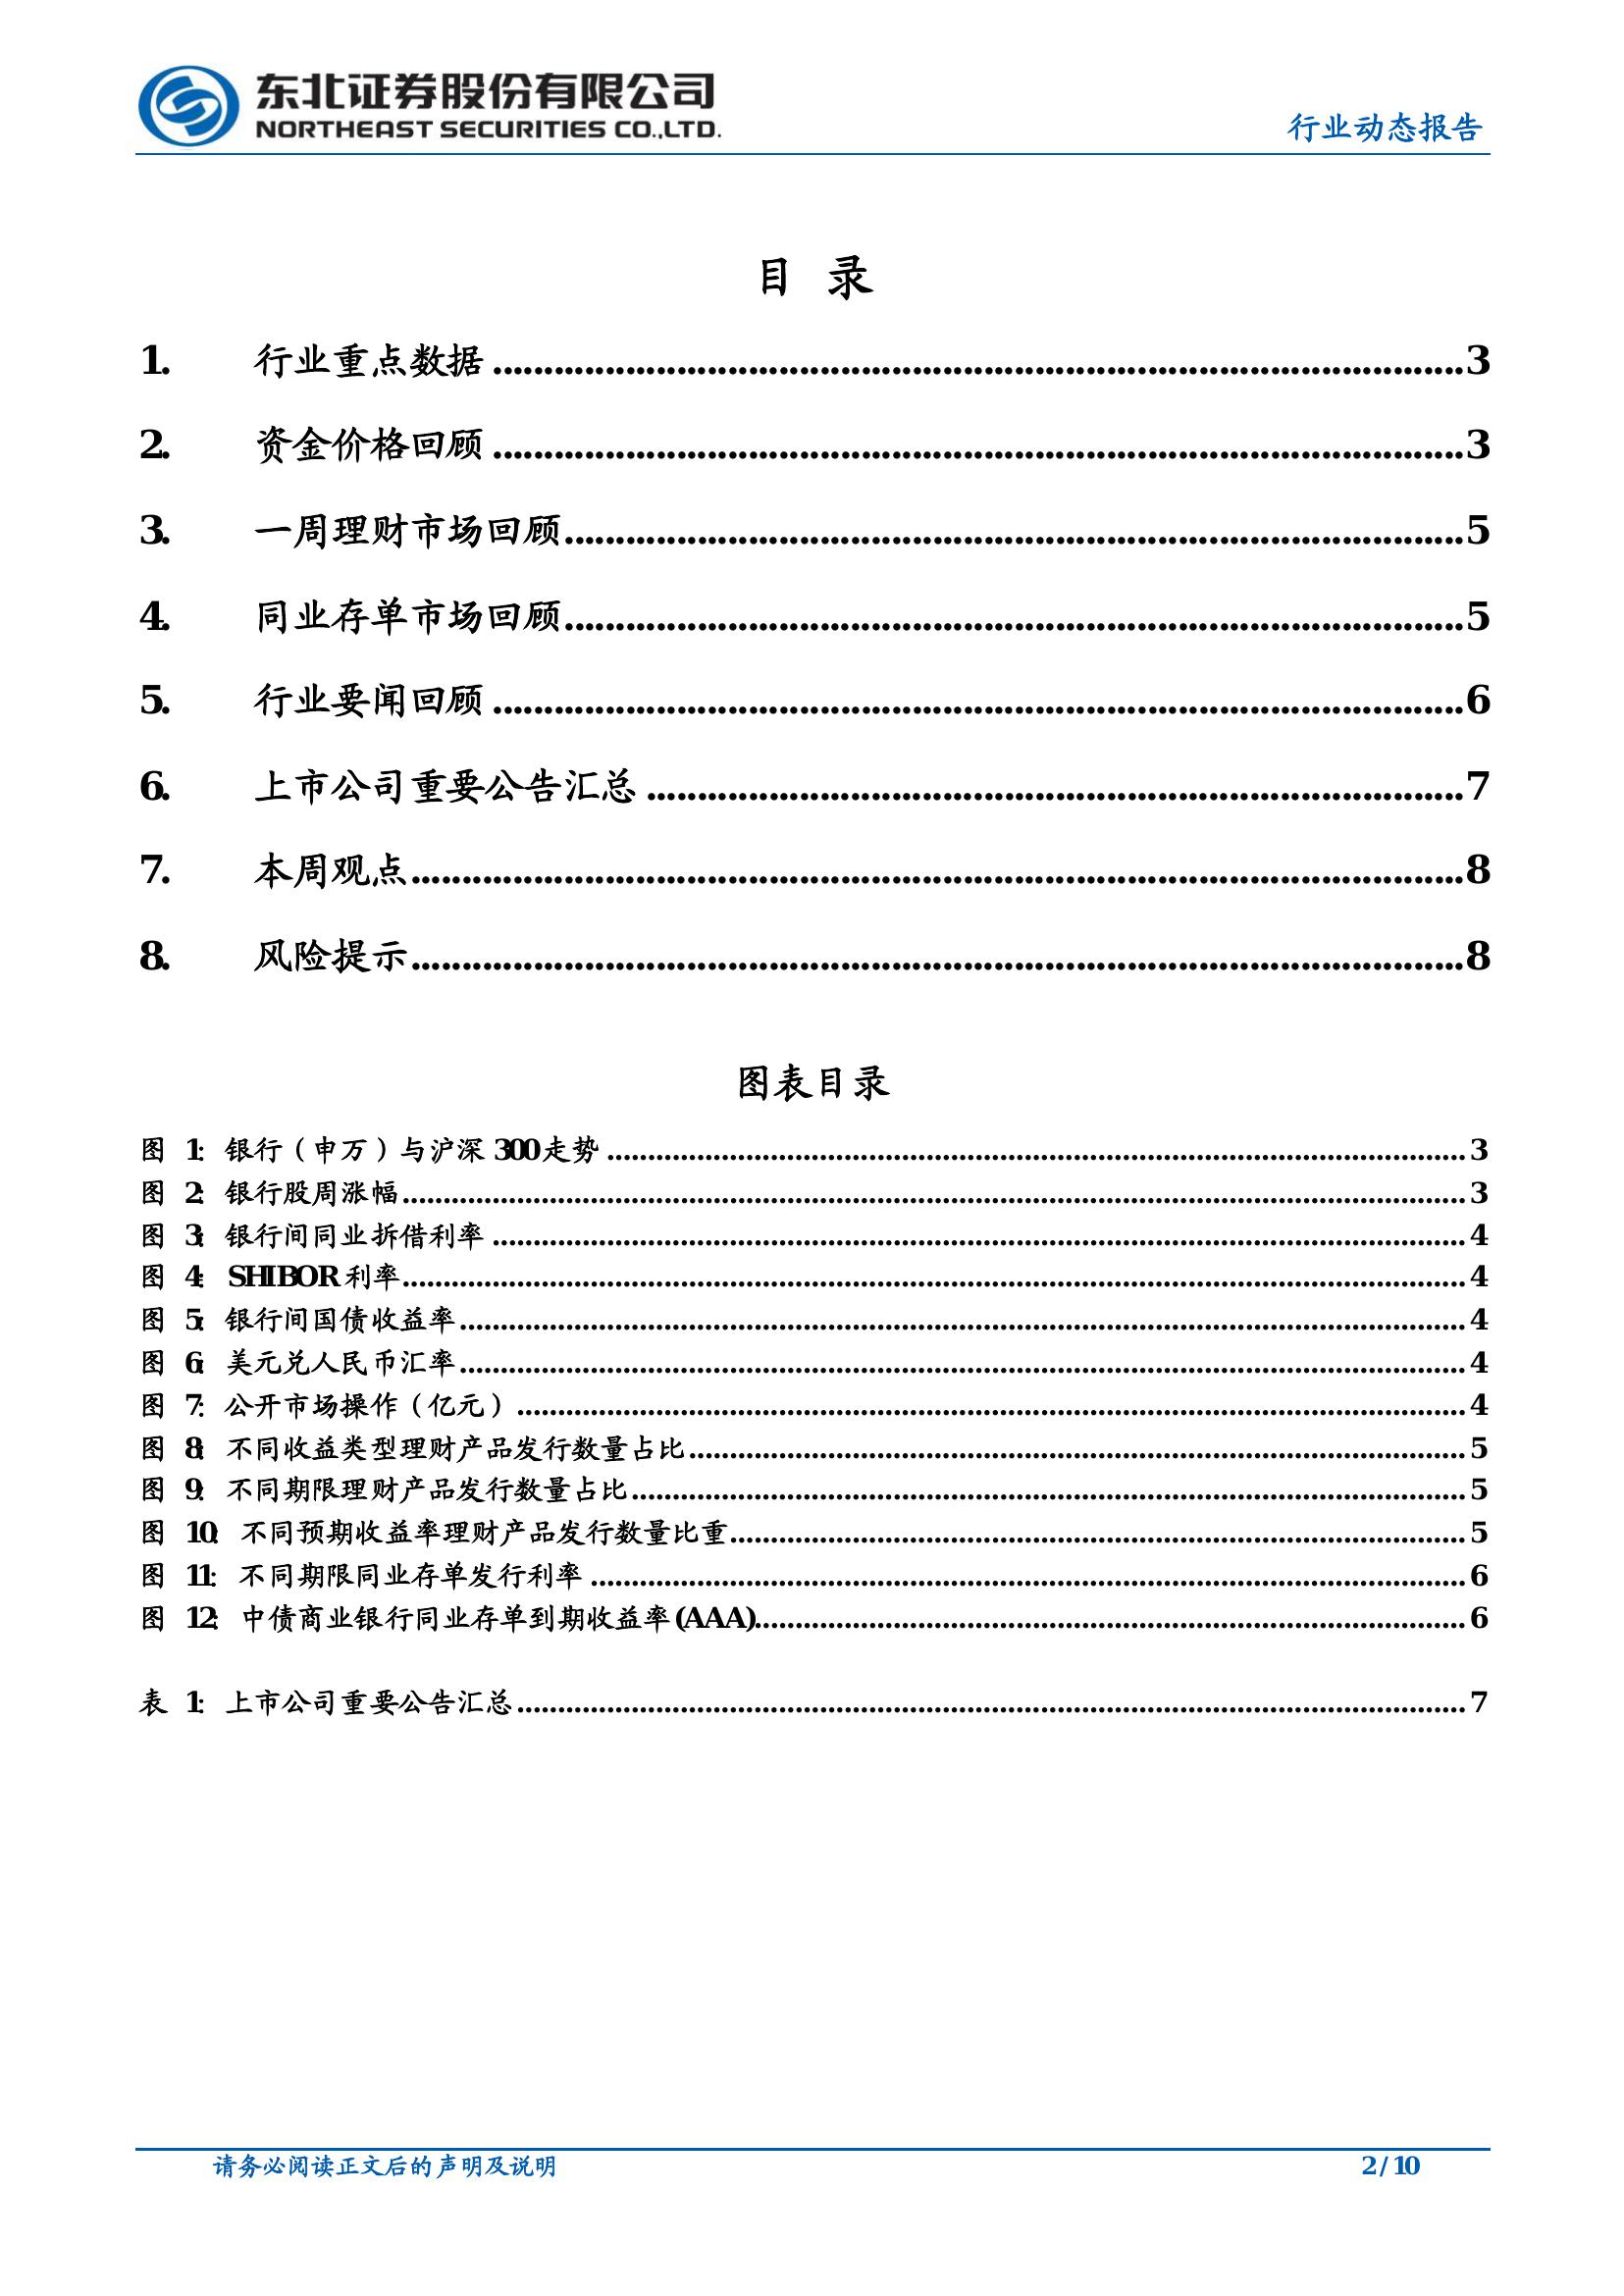 东北证券股份有限公司
NORTHEAST SECURITIES CO.,LTD.
行业动态报告
目 录
1. 行业重点数据 ........................................................................................................ 3
2. 资金价格回顾 ........................................................................................................ 3
3. 一周理财市场回顾 ........................................................................................................ 5
4. 同业存单市场回顾 ........................................................................................................ 5
5. 行业要闻回顾 ........................................................................................................ 6
6. 上市公司重要公告汇总 ........................................................................................................ 7
7. 本周观点 ........................................................................................................ 8
8. 风险提示 ........................................................................................................ 8
图表目录
图 1：银行（申万）与沪深 300 走势 ........................................................................................................ 3
图 2：银行股周涨幅 ........................................................................................................ 3
图 3：银行间同业拆借利率 ........................................................................................................ 4
图 4：SHIBOR 利率 ........................................................................................................ 4
图 5：银行间国债收益率 ........................................................................................................ 4
图 6：美元兑人民币汇率 ........................................................................................................ 4
图 7：公开市场操作（亿元） ........................................................................................................ 4
图 8：不同收益类型理财产品发行数量占比 ........................................................................................................ 5
图 9：不同期限理财产品发行数量占比 ........................................................................................................ 5
图 10：不同预期收益率理财产品发行数量比重 ........................................................................................................ 5
图 11：不同期限同业存单发行利率 ........................................................................................................ 6
图 12：中债商业银行同业存单到期收益率(AAA) ........................................................................................................ 6
表 1：上市公司重要公告汇总 ........................................................................................................ 7
请务必阅读正文后的声明及说明
2 / 10